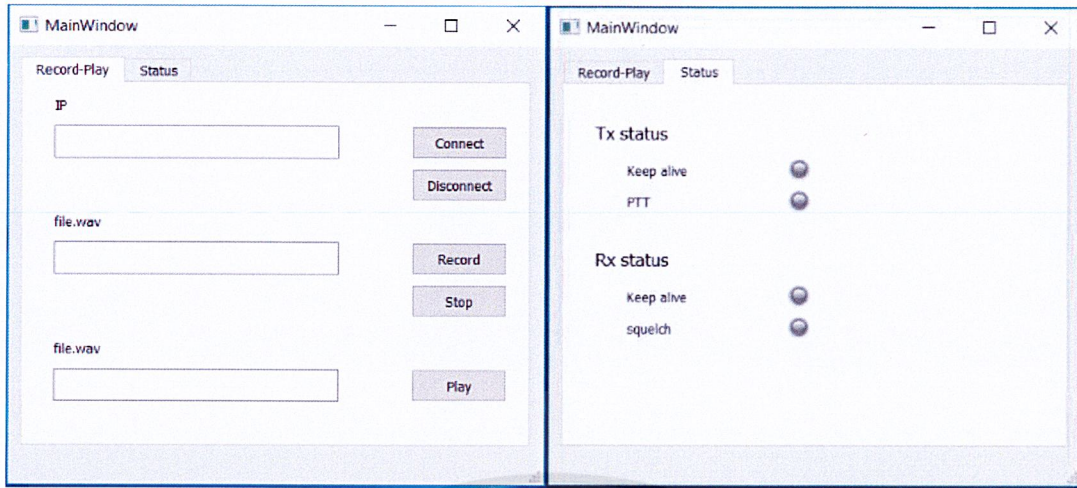 MainWindow
Record-Play Status
IP
Connect
Disconnect
file.wav
Record
Stop
file.wav
Play
MainWindow
Record-Play Status
Tx status
Keep alive
PTT
Rx status
Keep alive
squelch